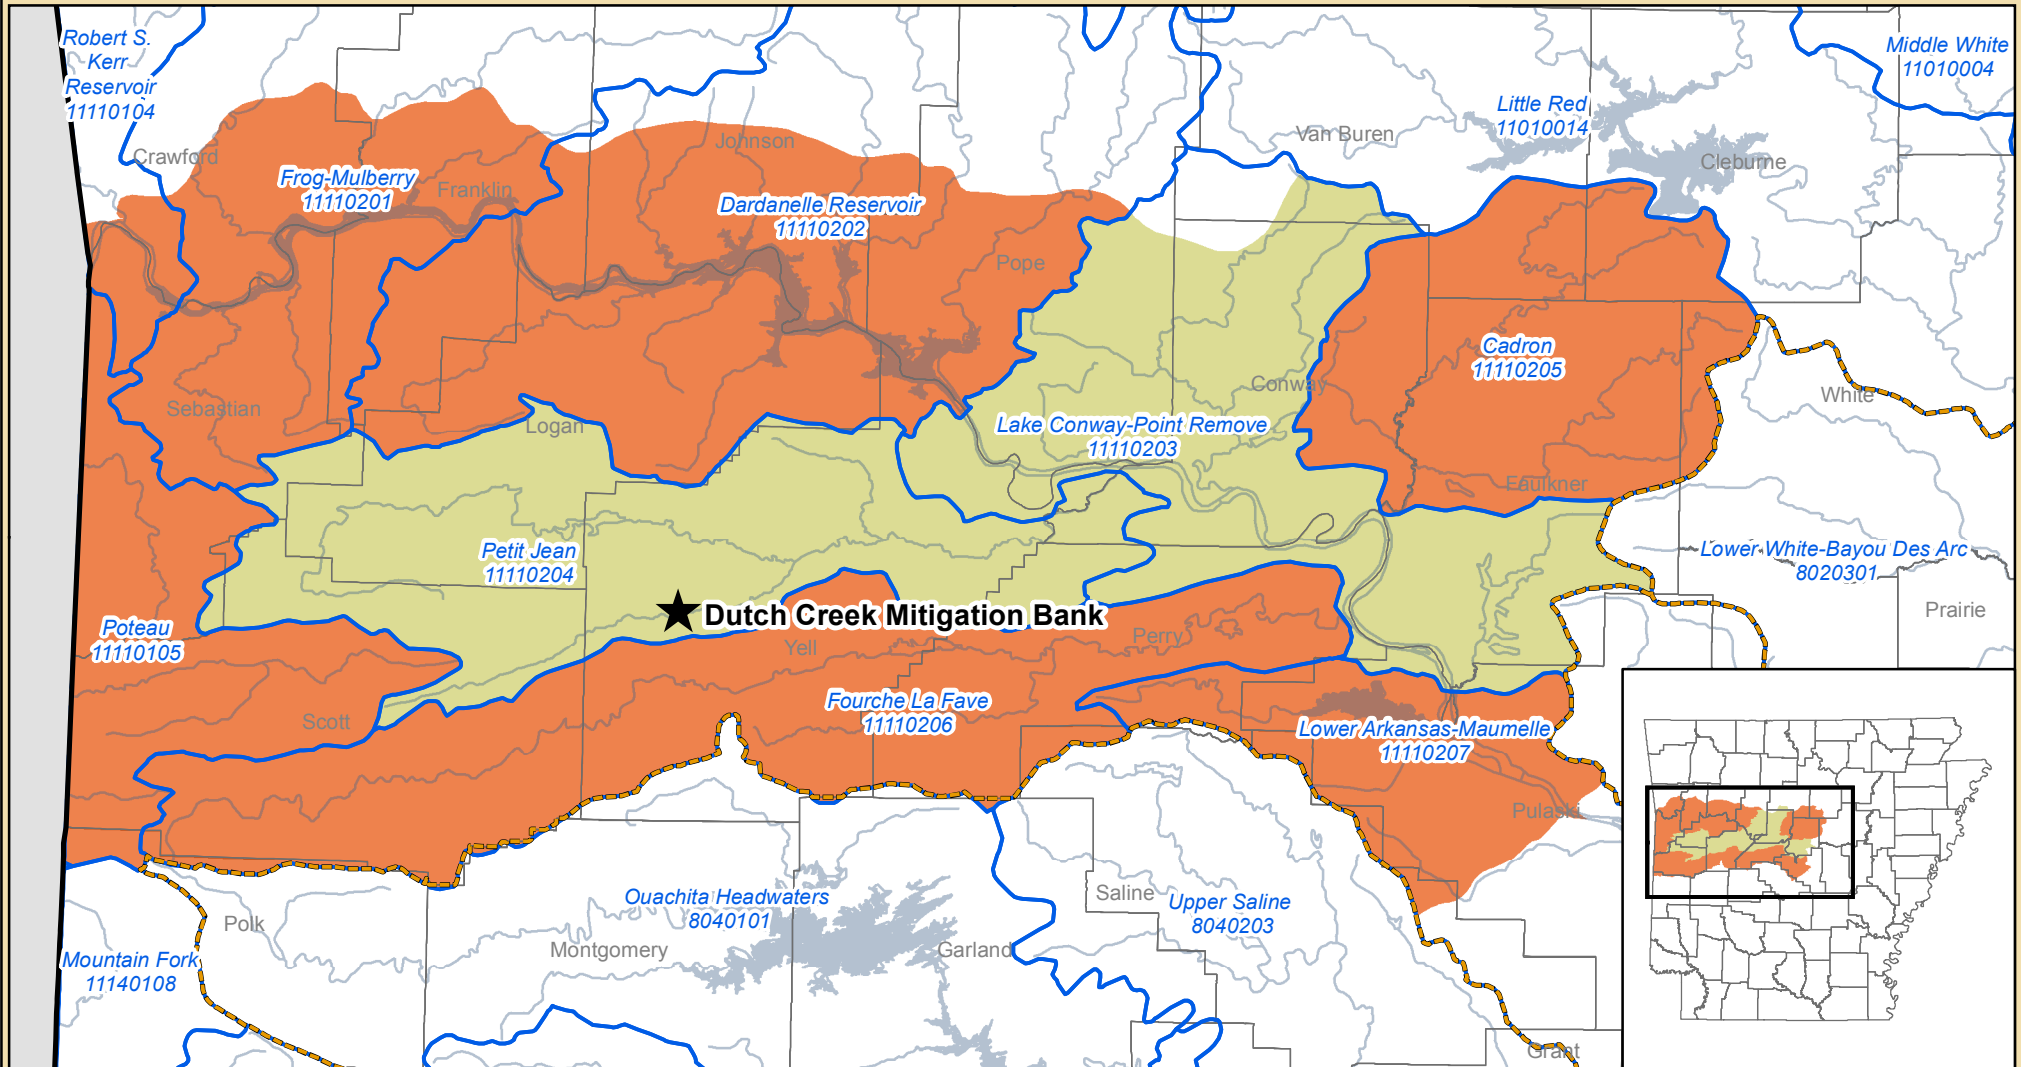 Robert S.
Kerr
Reservoir
11110104
Middle White
11010004
Little Red
11010014
Van Buren
Cleburne
Crawford
Johnson
Frog-Mulberry
11110201
Franklin
Dardanelle Reservoir
11110202
Pope
Cadron
11110205
Conway
White
Sebastian
Logan
Lake Conway-Point Remove
11110203
Faulkner
Petit Jean
11110204
Lower White-Bayou Des Arc
8020301
Prairie
Dutch Creek Mitigation Bank
Poteau
11110105
Yell
Perry
Scott
Fourche La Fave
11110206
Lower Arkansas-Maumelle
11110207
Pulaski
Ouachita Headwaters
8040101
Saline
Upper Saline
8040203
Polk
Montgomery
Garland
Mountain Fork
11140108
Grant